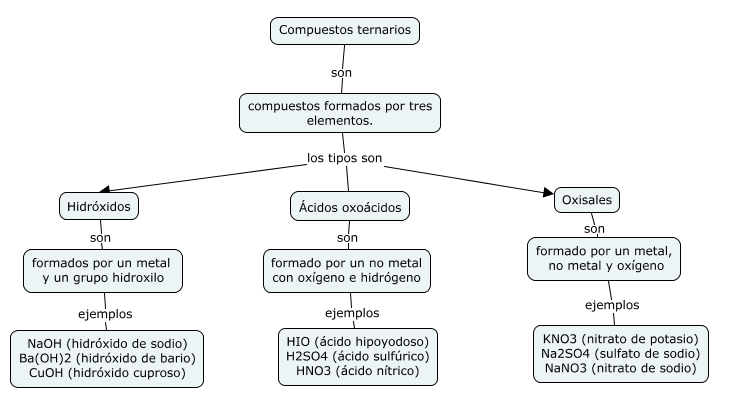 Compuestos ternarios
son
compuestos formados por tres
elementos.
los tipos son
Hidróxidos
son
formados por un metal
y un grupo hidroxilo
ejemplos
NaOH (hidróxido de sodio)
Ba(OH)2 (hidróxido de bario)
CuOH (hidróxido cuproso)
Ácidos oxoácidos
son
formado por un no metal
con oxígeno e hidrógeno
ejemplos
HIO (ácido hipoyodoso)
H2SO4 (ácido sulfúrico)
HNO3 (ácido nítrico)
Oxisales
son
formado por un metal,
no metal y oxígeno
ejemplos
KNO3 (nitrato de potasio)
Na2SO4 (sulfato de sodio)
NaNO3 (nitrato de sodio)